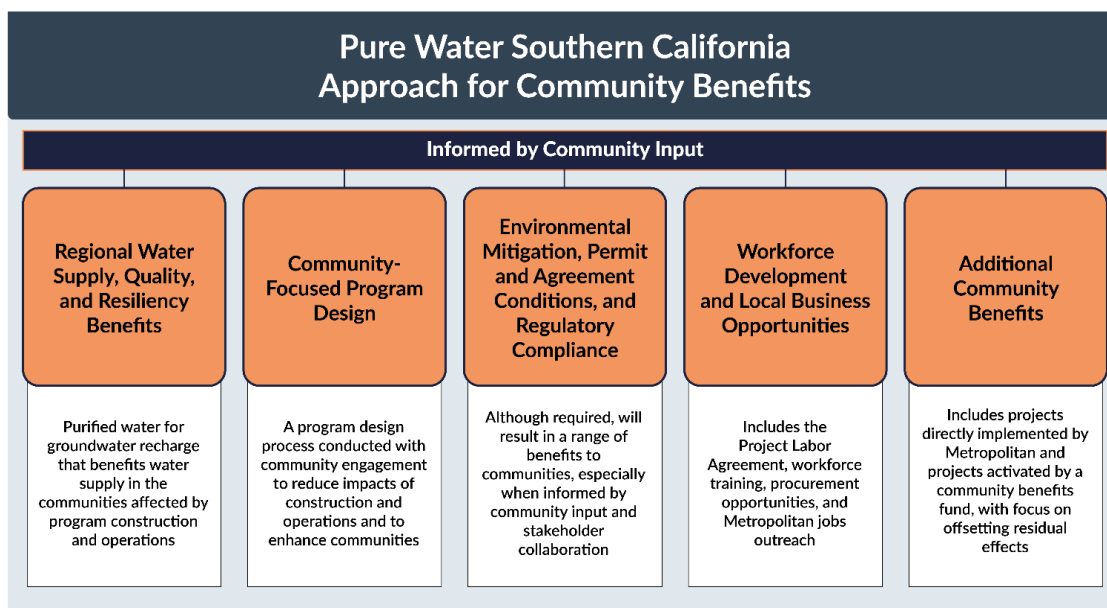 Pure Water Southern California
Approach for Community Benefits
Informed by Community Input
Regional Water
Supply, Quality,
and Resiliency
Benefits
Purified water for
groundwater recharge
that benefits water
supply in the
communities affected by
program construction
and operations
Community-
Focused Program
Design
A program design
process conducted with
community engagement
to reduce impacts of
construction and
operations and to
enhance communities
Environmental
Mitigation, Permit
and Agreement
Conditions, and
Regulatory
Compliance
Although required, will
result in a range of
benefits to
communities, especially
when informed by
community input and
stakeholder
collaboration
Workforce
Development
and Local Business
Opportunities
Includes the
Project Labor
Agreement, workforce
training, procurement
opportunities, and
Metropolitan jobs
outreach
Additional
Community
Benefits
Includes projects
directly implemented by
Metropolitan and
projects activated by a
community benefits
fund, with focus on
offsetting residual
effects